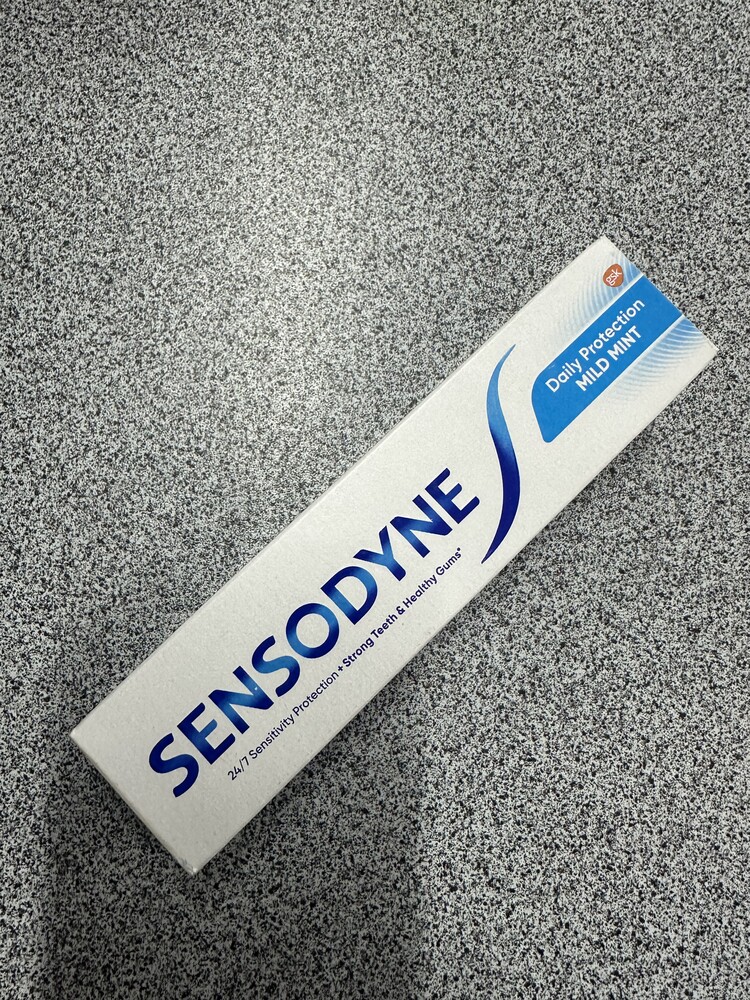 SENSODYNE
24/7 Sensitivity Protection + Strong Teeth & Healthy Gums*
gsk
Daily Protection
MILD MINT